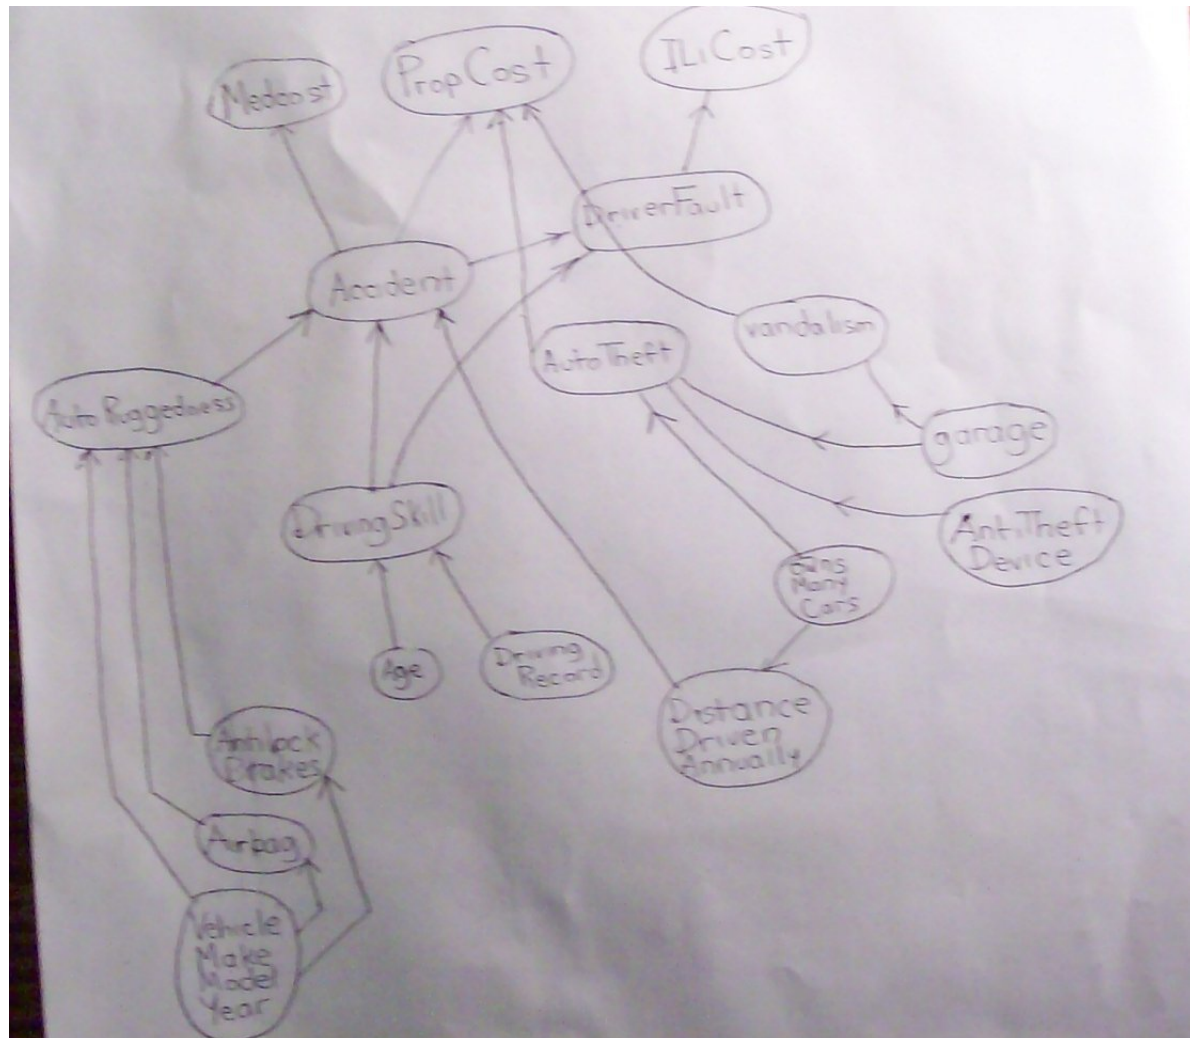 ILiCost
PropCost
Medcost
DriverFault
Accident
vandalism
AutoTheft
AutoRuggedness
garage
DrivingSkill
AntiTheft
Device
Owns
Many
Cars
Age
Driving
Record
Distance
Driven
Annually
Antilock
Brakes
Airbag
Vehicle
Make
Model
Year